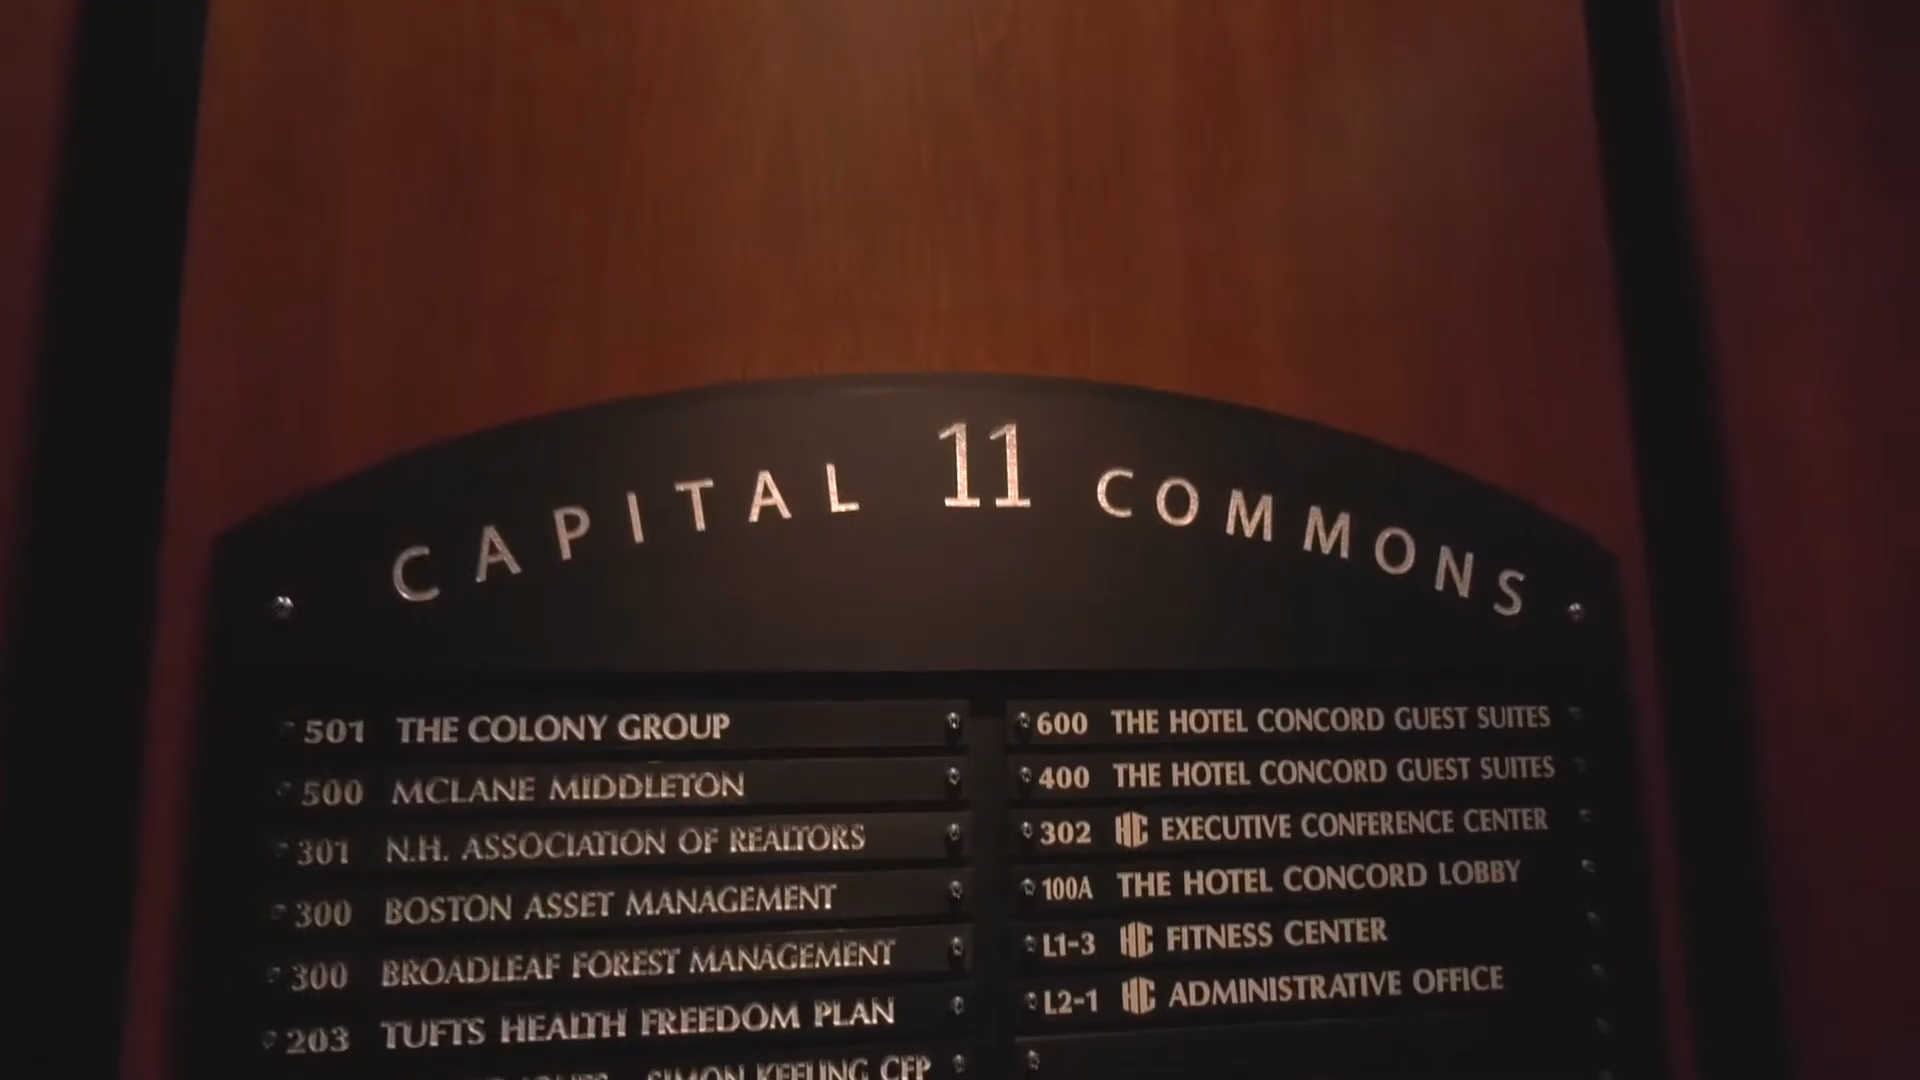 CAPITAL 11 COMMONS
501 THE COLONY GROUP
500 MCLANE MIDDLETON
301 N.H. ASSOCIATION OF REALTORS
300 BOSTON ASSET MANAGEMENT
300 BROADLEAF FOREST MANAGEMENT
203 TUFTS HEALTH FREEDOM PLAN
SIMON KEELING CFP
600 THE HOTEL CONCORD GUEST SUITES
400 THE HOTEL CONCORD GUEST SUITES
302 HC EXECUTIVE CONFERENCE CENTER
100A THE HOTEL CONCORD LOBBY
L1-3 HC FITNESS CENTER
L2-1 HC ADMINISTRATIVE OFFICE